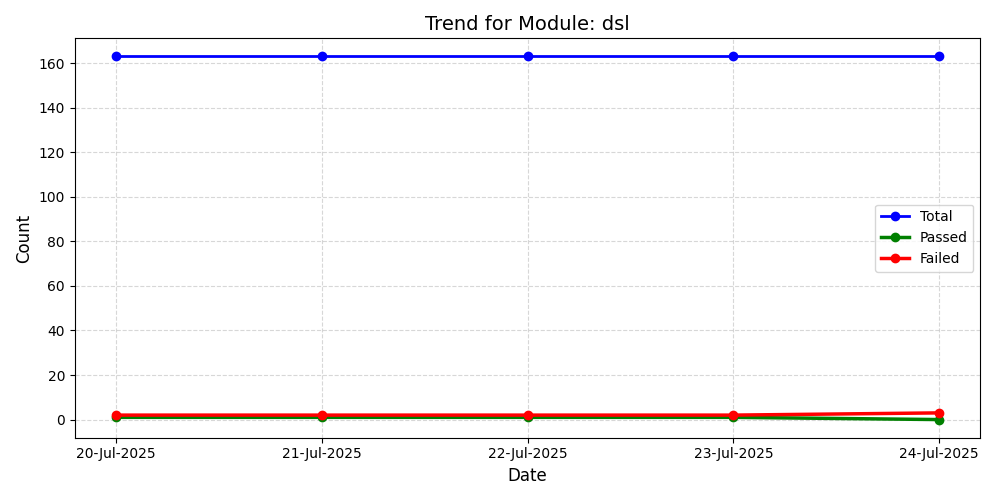 Trend for Module: dsl
Count
160
140
120
100
80
60
40
20
0
Total
Passed
Failed
20-Jul-2025
21-Jul-2025
22-Jul-2025
23-Jul-2025
24-Jul-2025
Date